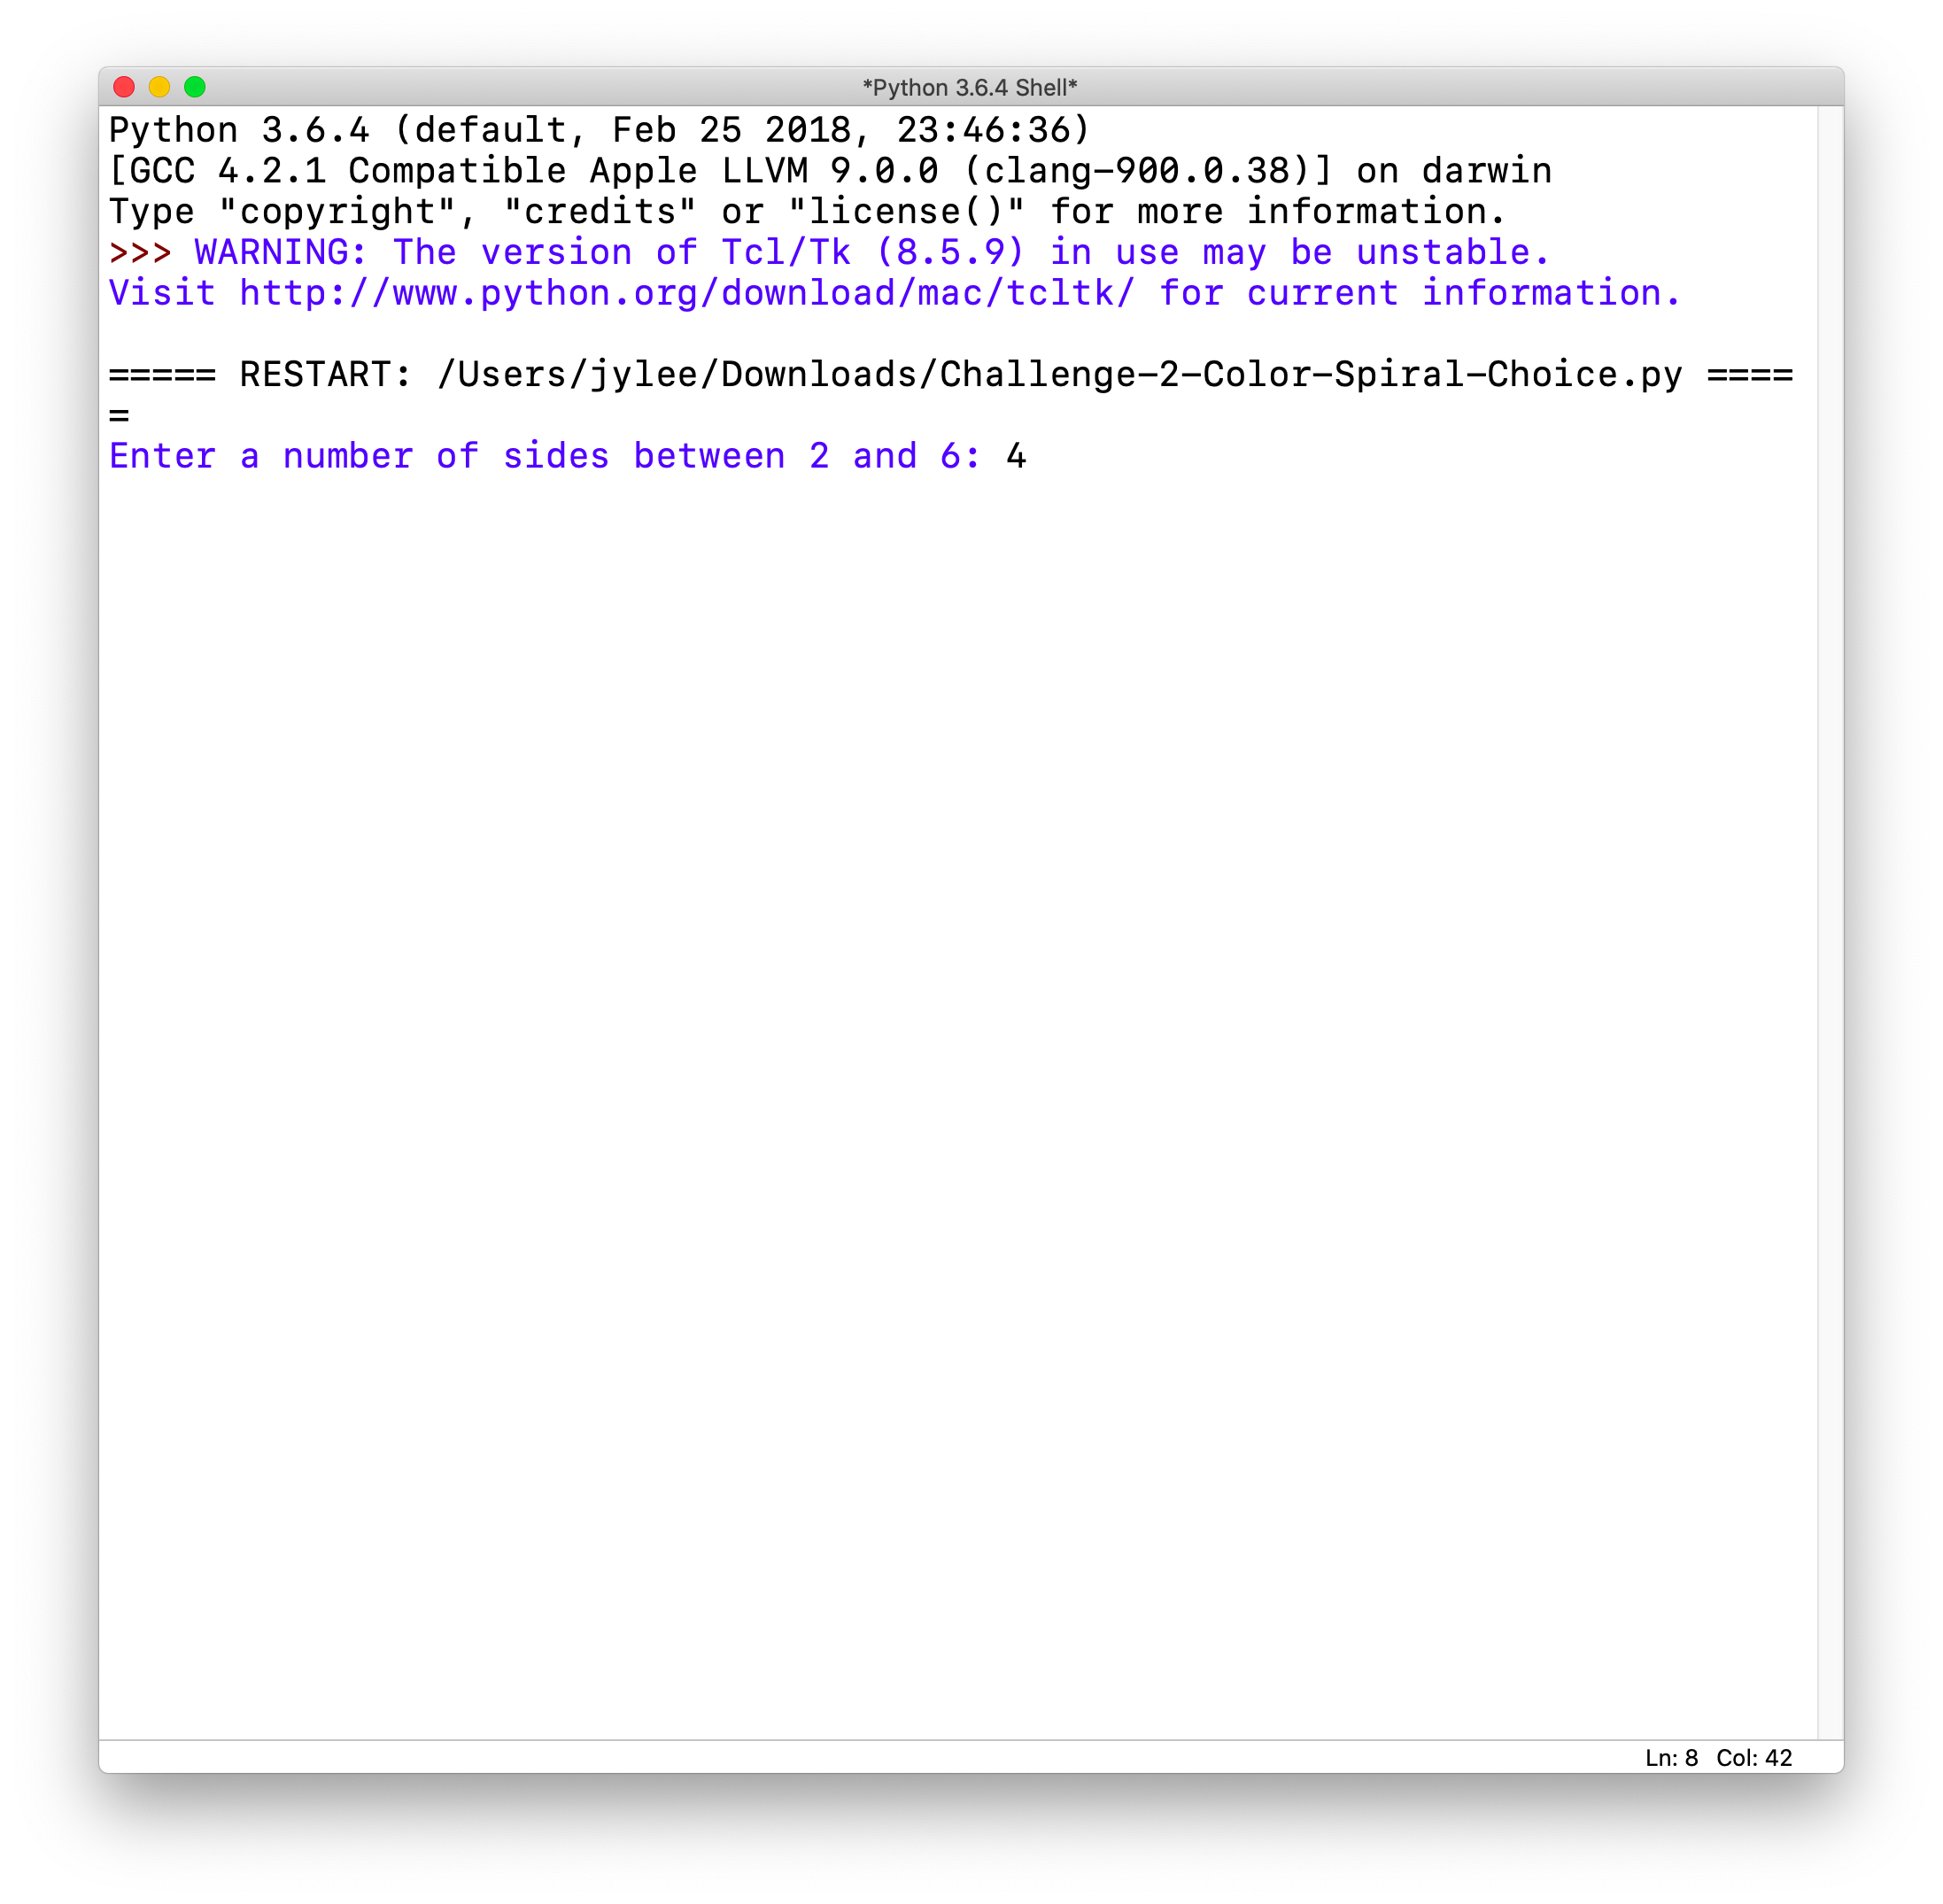 *Python 3.6.4 Shell*
Python 3.6.4 (default, Feb 25 2018, 23:46:36)
[GCC 4.2.1 Compatible Apple LLVM 9.0.0 (clang-900.0.38)] on darwin
Type "copyright", "credits" or "license()" for more information.
>>> WARNING: The version of Tcl/Tk (8.5.9) in use may be unstable.
Visit http://www.python.org/download/mac/tcltk/ for current information.
===== RESTART: /Users/jylee/Downloads/Challenge-2-Color-Spiral-Choice.py ====
=
Enter a number of sides between 2 and 6: 4
Ln: 8 Col: 42